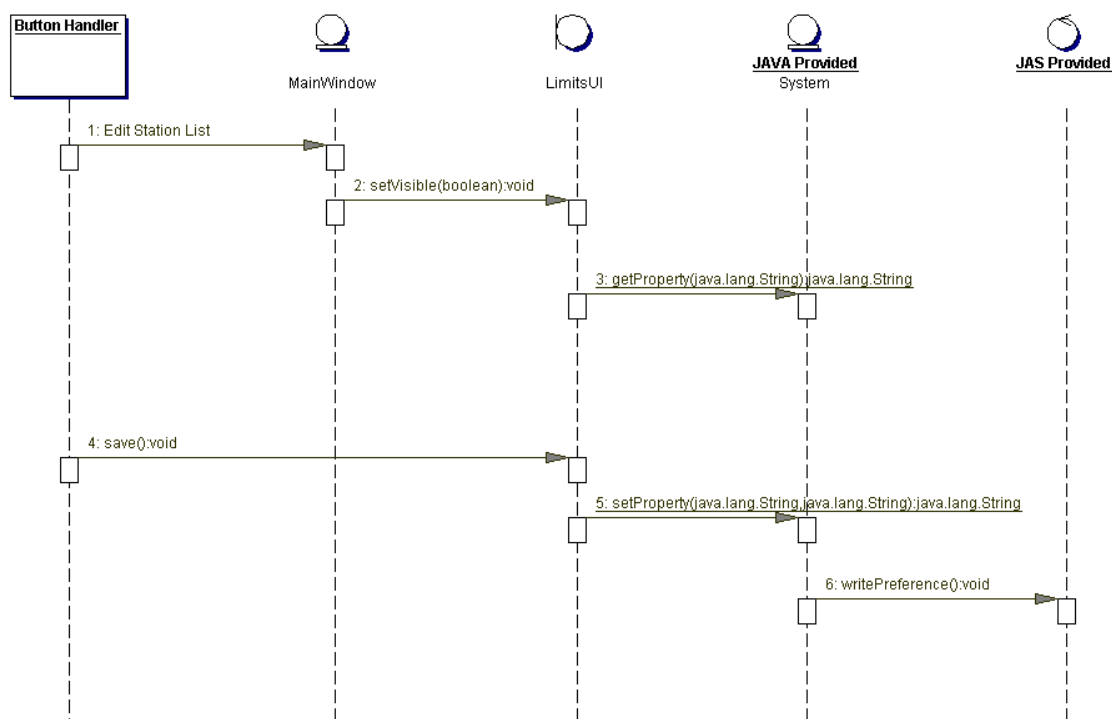 Button Handler
MainWindow
LimitsUI
JAVA Provided
System
JAS Provided
1: Edit Station List
2: setVisible(boolean):void
3: getProperty(java.lang.String):java.lang.String
4: save():void
5: setProperty(java.lang.String,java.lang.String):java.lang.String
6: writePreference():void